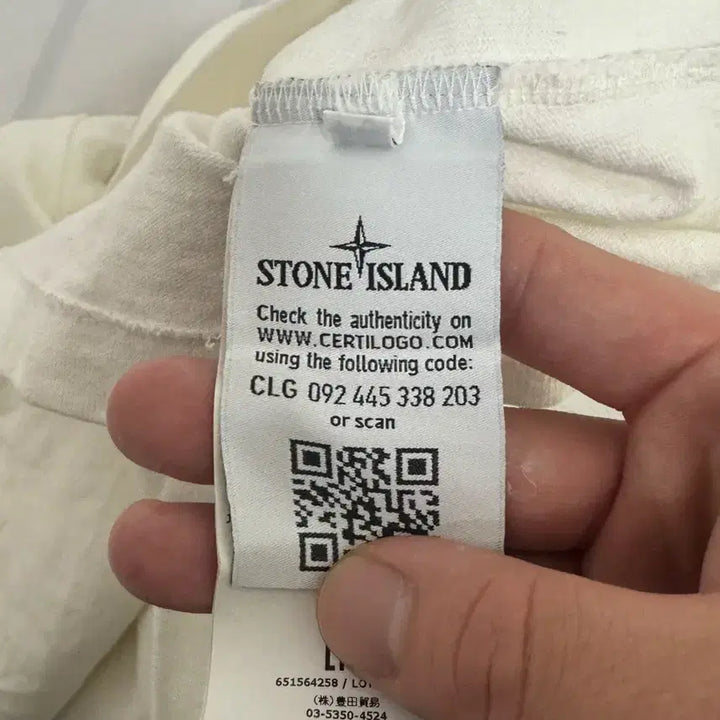 STONE ISLAND
Check the authenticity on
WWW.CERTILOGO.COM
using the following code:
CLG 092 445 338 203
or scan
651564258 /
(株)豊田貿易
03-5350-4524